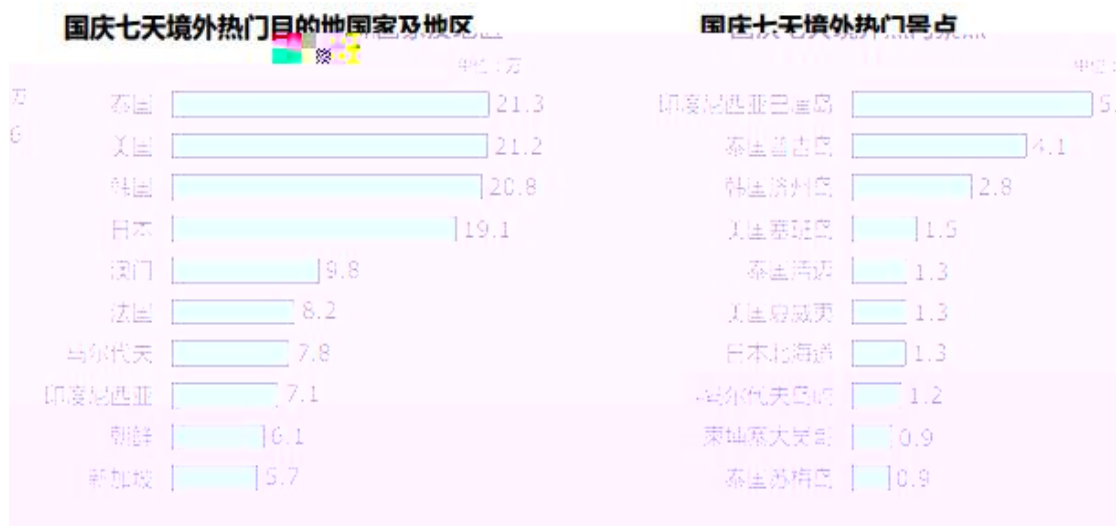 国庆七天境外热门目的地国家及地区
单位：万
泰国 21.3
美国 21.2
韩国 20.8
日本 19.1
澳门 9.8
法国 8.2
马尔代夫 7.8
印度尼西亚 7.1
朝鲜 6.1
新加坡 5.7
国庆七天境外热门景点
单位：
印度尼西亚巴厘岛 5.
泰国普吉岛 4.1
韩国济州岛 2.8
美国塞班岛 1.5
泰国清迈 1.3
美国夏威夷 1.3
日本北海道 1.3
马尔代夫 1.2
柬埔寨大吴哥 0.9
泰国苏梅岛 0.9